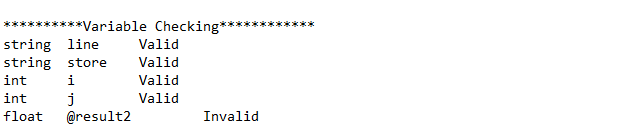 **********Variable Checking************
string line Valid
string store Valid
int i Valid
int j Valid
float @result2 Invalid